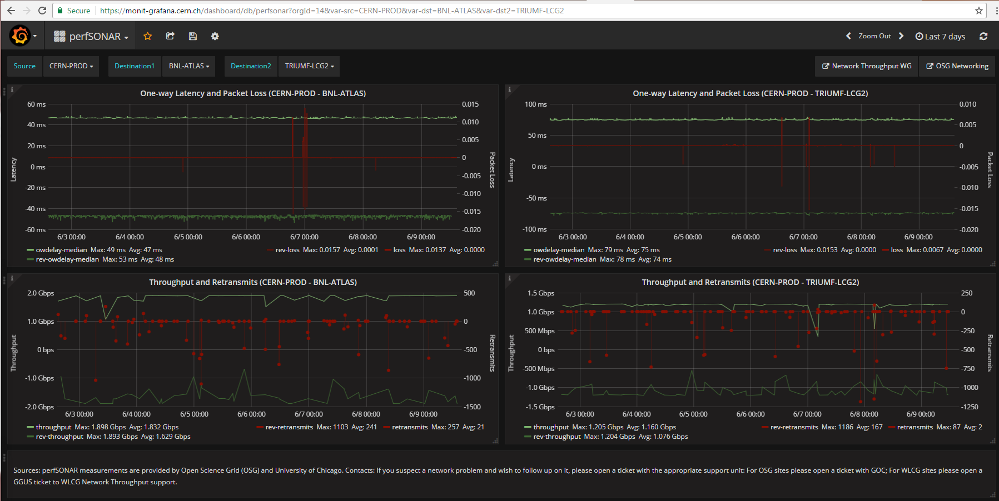 Secure https://monit-grafana.cern.ch/dashboard/db/perfsonar?orgId=14&var-src=CERN-PROD&var-dst=BNL-ATLAS&var-dst2=TRIUMF-LCG2
perfSONAR Zoom Out Last 7 days
Source CERN-PROD Destination1 BNL-ATLAS Destination2 TRIUMF-LCG2 Network Throughput WG OSG Networking
One-way Latency and Packet Loss (CERN-PROD - BNL-ATLAS)
60 ms
40 ms
20 ms
0 ms
-20 ms
-40 ms
-60 ms
Latency
0.015
0.010
0.005
0
-0.005
-0.010
-0.015
-0.020
Packet Loss
6/3 00:00 6/4 00:00 6/5 00:00 6/6 00:00 6/7 00:00 6/8 00:00 6/9 00:00
owdelay-median Max: 49 ms Avg: 47 ms rev-loss Max: 0.0157 Avg: 0.0001 loss Max: 0.0137 Avg: 0.0000
rev-owdelay-median Max: 53 ms Avg: 48 ms
One-way Latency and Packet Loss (CERN-PROD - TRIUMF-LCG2)
100 ms
50 ms
0 ms
-50 ms
-100 ms
Latency
0.010
0.005
0
-0.005
-0.010
-0.015
-0.020
Packet Loss
6/3 00:00 6/4 00:00 6/5 00:00 6/6 00:00 6/7 00:00 6/8 00:00 6/9 00:00
owdelay-median Max: 79 ms Avg: 75 ms rev-loss Max: 0.0153 Avg: 0.0000 loss Max: 0.0067 Avg: 0.0000
rev-owdelay-median Max: 78 ms Avg: 74 ms
Throughput and Retransmits (CERN-PROD - BNL-ATLAS)
2.0 Gbps
1.0 Gbps
0 bps
-1.0 Gbps
-2.0 Gbps
Throughput
500
0
-500
-1000
-1500
Retransmits
6/3 00:00 6/4 00:00 6/5 00:00 6/6 00:00 6/7 00:00 6/8 00:00 6/9 00:00
throughput Max: 1.898 Gbps Avg: 1.832 Gbps rev-retransmits Max: 1103 Avg: 241 retransmits Max: 257 Avg: 21
rev-throughput Max: 1.893 Gbps Avg: 1.629 Gbps
Throughput and Retransmits (CERN-PROD - TRIUMF-LCG2)
1.5 Gbps
1.0 Gbps
500 Mbps
0 bps
-500 Mbps
-1.0 Gbps
-1.5 Gbps
Throughput
250
0
-250
-500
-750
-1000
-1250
Retransmits
6/3 00:00 6/4 00:00 6/5 00:00 6/6 00:00 6/7 00:00 6/8 00:00 6/9 00:00
throughput Max: 1.205 Gbps Avg: 1.160 Gbps rev-retransmits Max: 1186 Avg: 167 retransmits Max: 87 Avg: 2
rev-throughput Max: 1.204 Gbps Avg: 1.076 Gbps
Sources: perfSONAR measurements are provided by Open Science Grid (OSG) and University of Chicago. Contacts: If you suspect a network problem and wish to follow up on it, please open a ticket with the appropriate support unit: For OSG sites please open a ticket with GOC; For WLCG sites please open a
GGUS ticket to WLCG Network Throughput support.